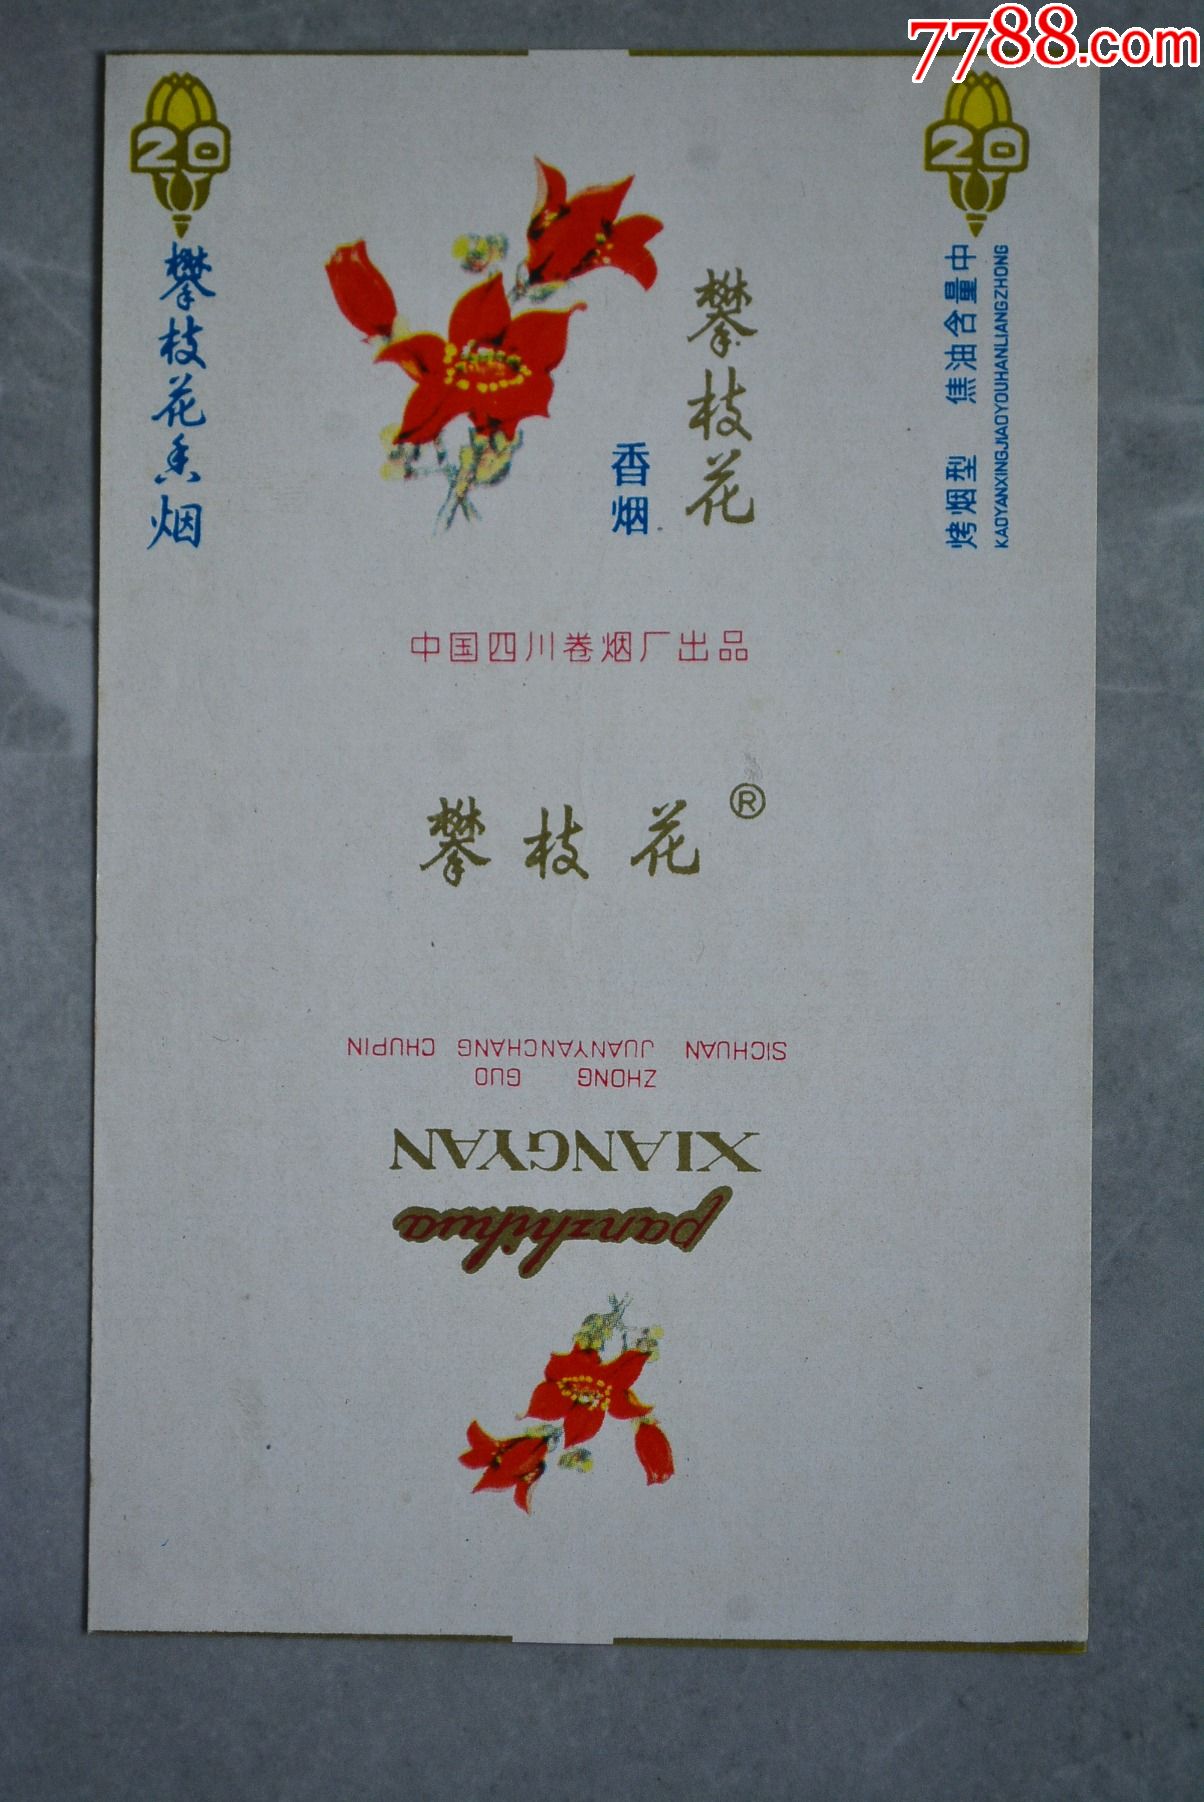 7788.com
20
攀枝花香烟
攀枝花
香烟
20
烤烟型 焦油含量中
KAOYANXINGJIAOYOUHANLIANGZHONG
中国四川卷烟厂出品
攀枝花®
panzhihua
XIANGYAN
ZHONG GUO
SICHUAN JUANYANCHANG CHUPIN